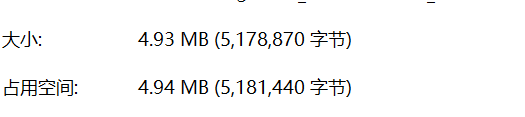 大小: 4.93 MB (5,178,870 字节)
占用空间: 4.94 MB (5,181,440 字节)